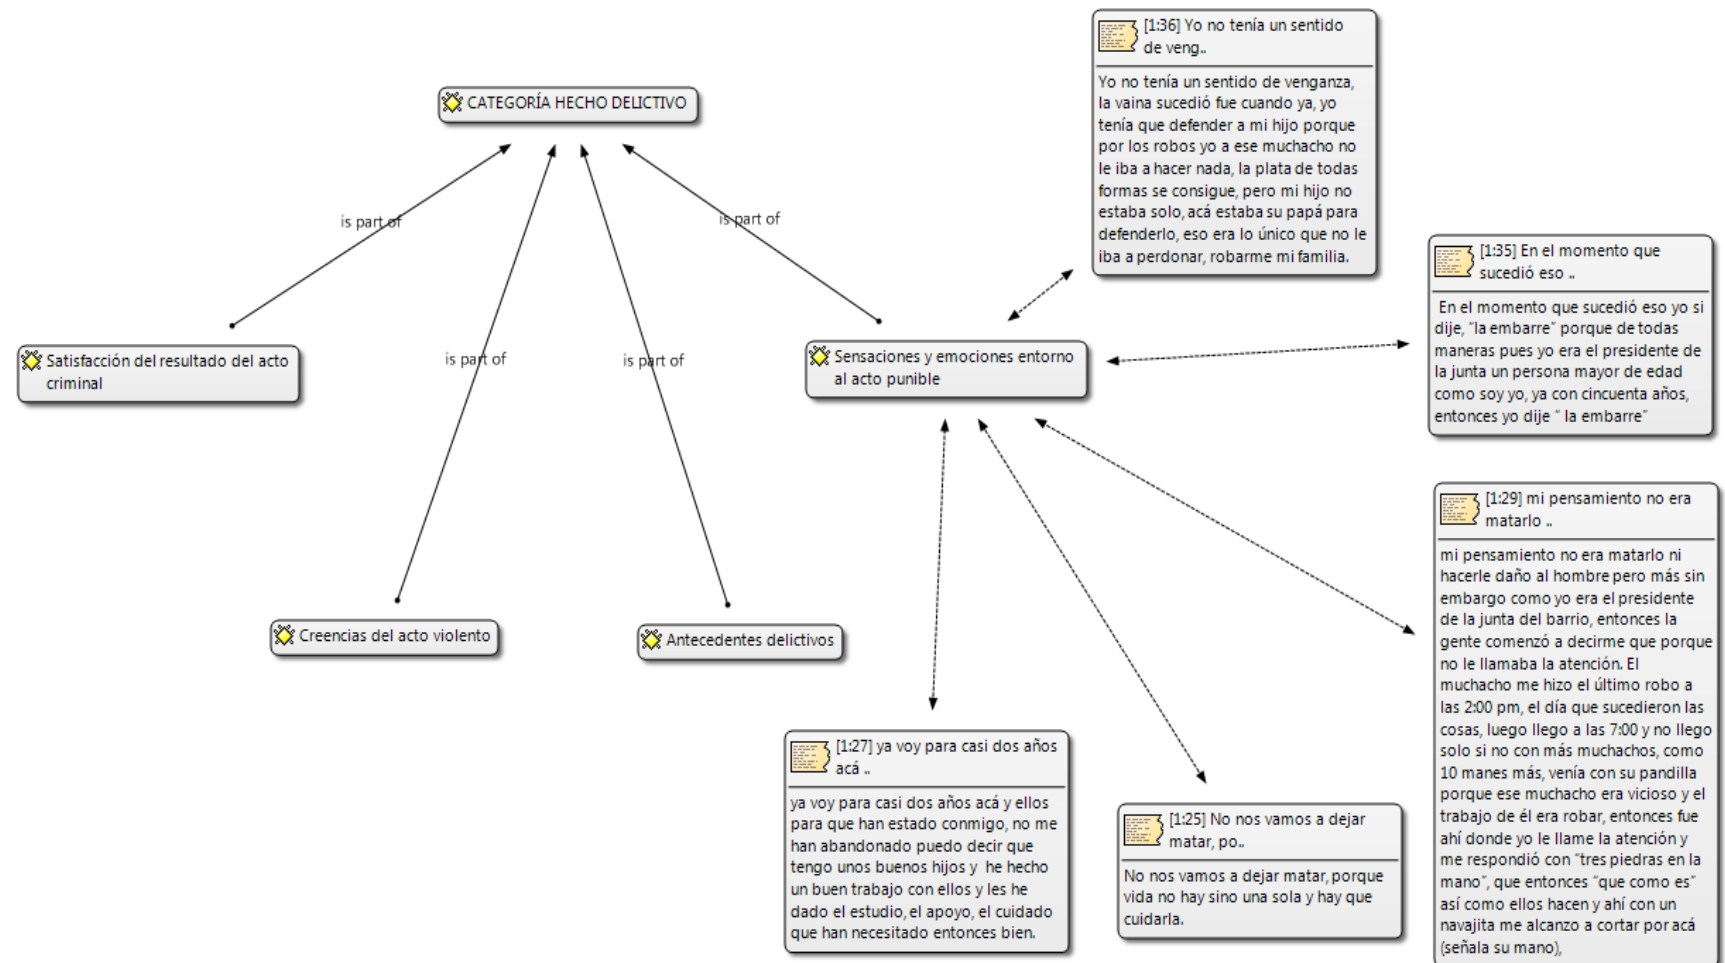 CATEGORÍA HECHO DELICTIVO
is part of
is part of
is part of
is part of
Satisfacción del resultado del acto
criminal
Creencias del acto violento
Antecedentes delictivos
Sensaciones y emociones entorno
al acto punible
[1:36] Yo no tenía un sentido
de veng..
Yo no tenía un sentido de venganza,
la vaina sucedió fue cuando ya, yo
tenía que defender a mi hijo porque
por los robos yo a ese muchacho no
le iba a hacer nada, la plata de todas
formas se consigue, pero mi hijo no
estaba solo, acá estaba su papá para
defenderlo, eso era lo único que no le
iba a perdonar, robarme mi familia.
[1:35] En el momento que
sucedió eso ..
En el momento que sucedió eso yo si
dije, “la embarre” porque de todas
maneras pues yo era el presidente de
la junta un persona mayor de edad
como soy yo, ya con cincuenta años,
entonces yo dije “ la embarre”
[1:29] mi pensamiento no era
matarlo ..
mi pensamiento no era matarlo ni
hacerle daño al hombre pero más sin
embargo como yo era el presidente
de la junta del barrio, entonces la
gente comenzó a decirme que porque
no le llamaba la atención. El
muchacho me hizo el último robo a
las 2:00 pm, el día que sucedieron las
cosas, luego llego a las 7:00 y no llego
solo si no con más muchachos, como
10 manes más, venía con su pandilla
porque ese muchacho era vicioso y el
trabajo de él era robar, entonces fue
ahí donde yo le llame la atención y
me respondió con “tres piedras en la
mano”, que entonces “que como es”
así como ellos hacen y ahí con un
navajita me alcanzo a cortar por acá
(señala su mano),
[1:27] ya voy para casi dos años
acá ..
ya voy para casi dos años acá y ellos
para que han estado conmigo, no me
han abandonado puedo decir que
tengo unos buenos hijos y he hecho
un buen trabajo con ellos y les he
dado el estudio, el apoyo, el cuidado
que han necesitado entonces bien.
[1:25] No nos vamos a dejar
matar, po..
No nos vamos a dejar matar, porque
vida no hay sino una sola y hay que
cuidarla.